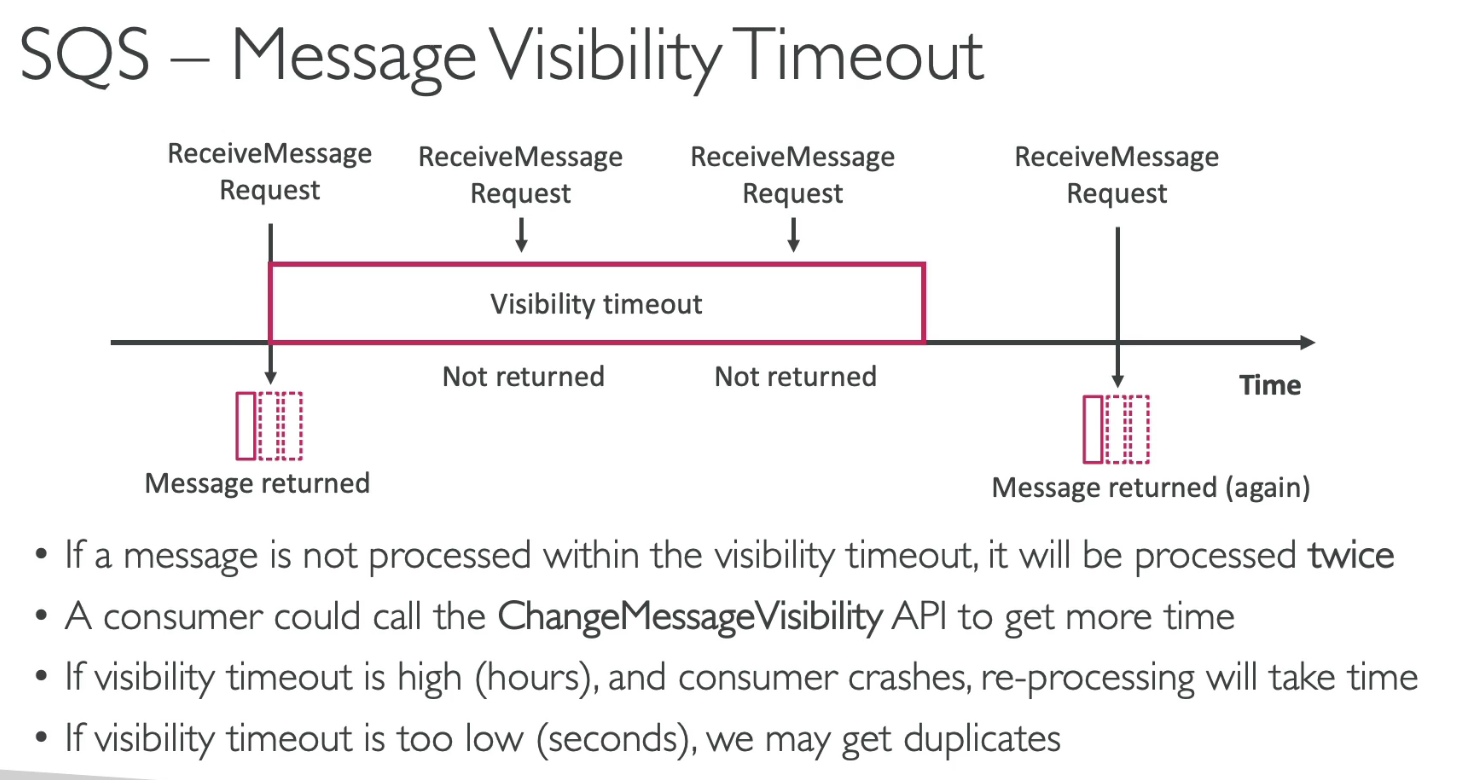 SQS – Message Visibility Timeout
ReceiveMessage Request
ReceiveMessage Request
ReceiveMessage Request
ReceiveMessage Request
Visibility timeout
Not returned
Not returned
Time
Message returned
Message returned (again)
• If a message is not processed within the visibility timeout, it will be processed twice
• A consumer could call the ChangeMessageVisibility API to get more time
• If visibility timeout is high (hours), and consumer crashes, re-processing will take time
• If visibility timeout is too low (seconds), we may get duplicates